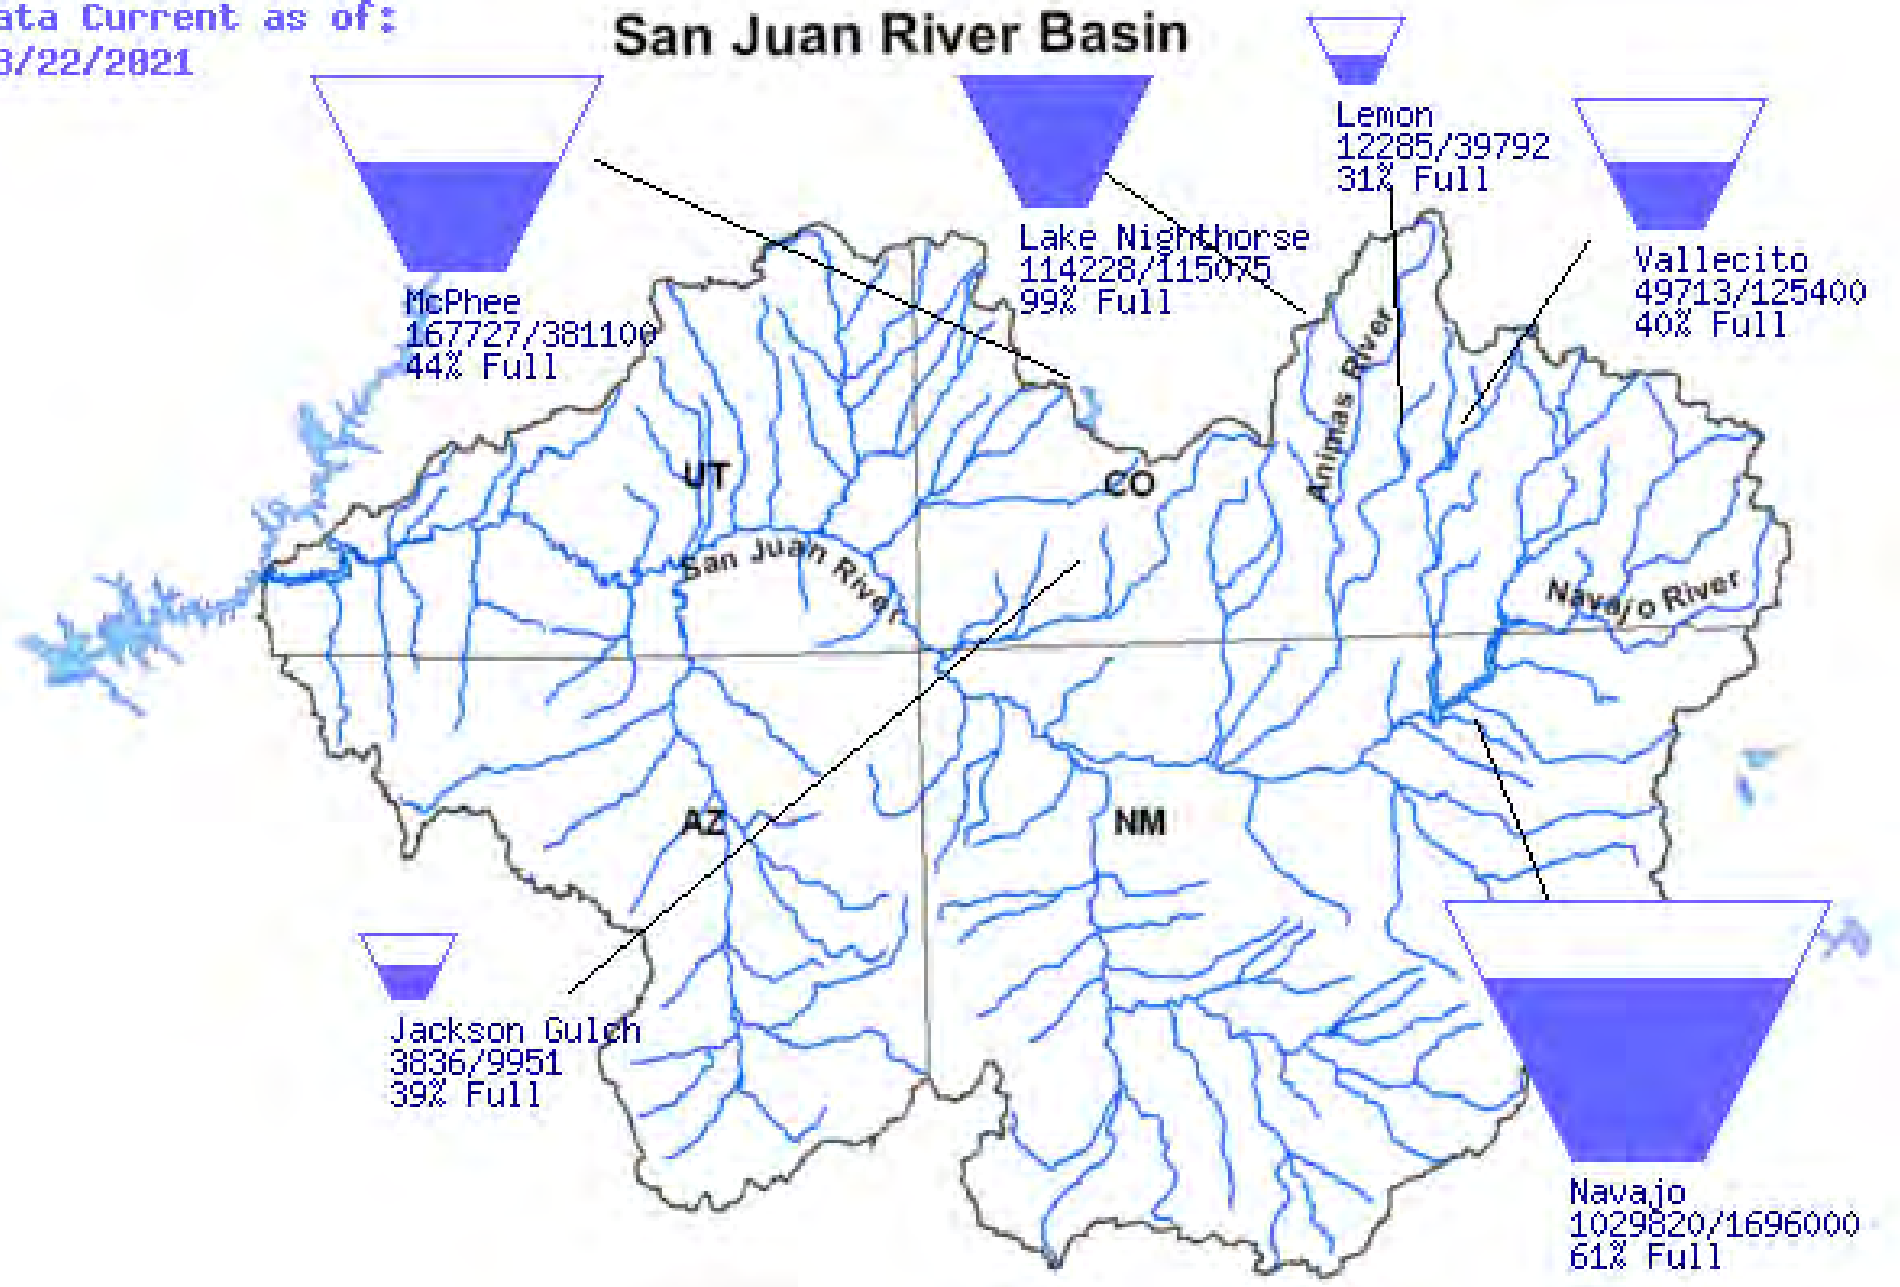 ata Current as of:
3/22/2021
San Juan River Basin
McPhee
167727/381100
44% Full
Lake Nighthorse
114228/115075
99% Full
Lemon
12285/39792
31% Full
Vallecito
49713/125400
40% Full
Animas River
UT
CO
San Juan River
Navajo River
AZ
NM
Jackson Gulch
3836/9951
39% Full
Navajo
1029820/1696000
61% Full